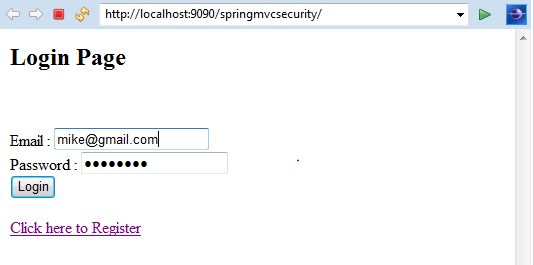 http://localhost:9090/springmvcsecurity/
Login Page
Email : mike@gmail.com
Password : ••••••••
Login
Click here to Register